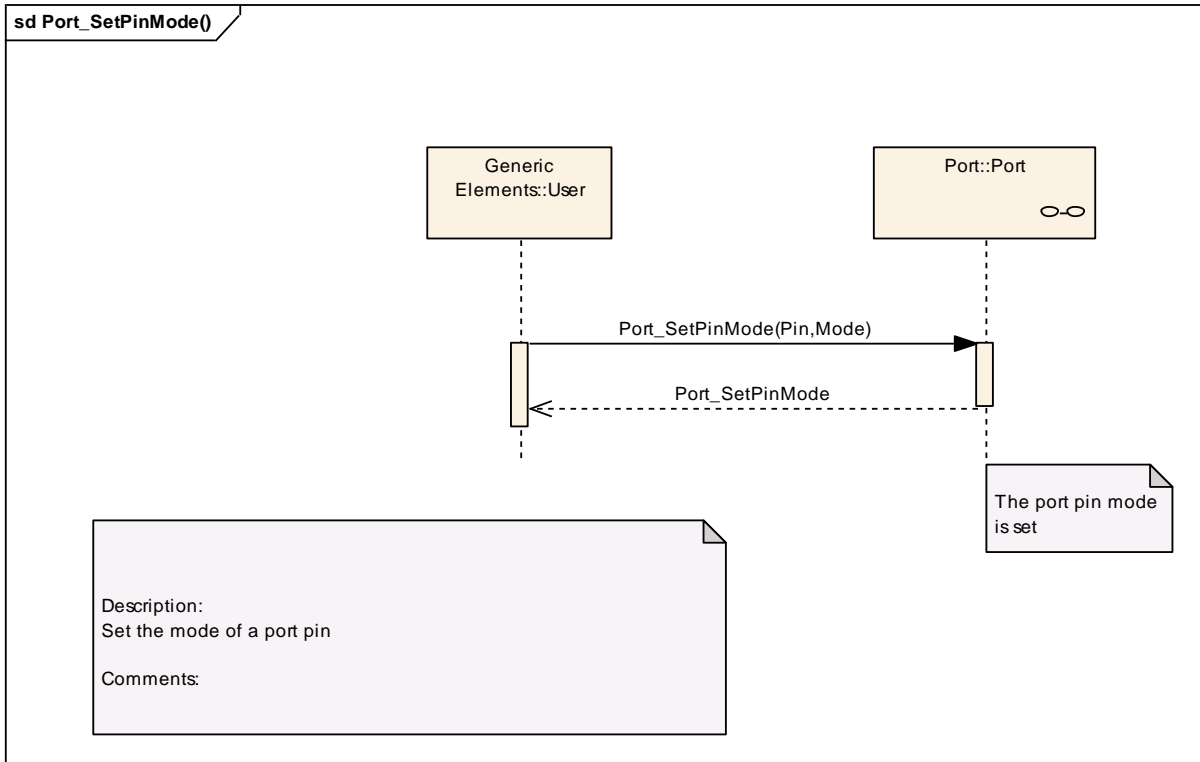 sd Port_SetPinMode()
Generic
Elements::User
Port::Port
Port_SetPinMode(Pin,Mode)
Port_SetPinMode
The port pin mode
is set
Description:
Set the mode of a port pin
Comments: